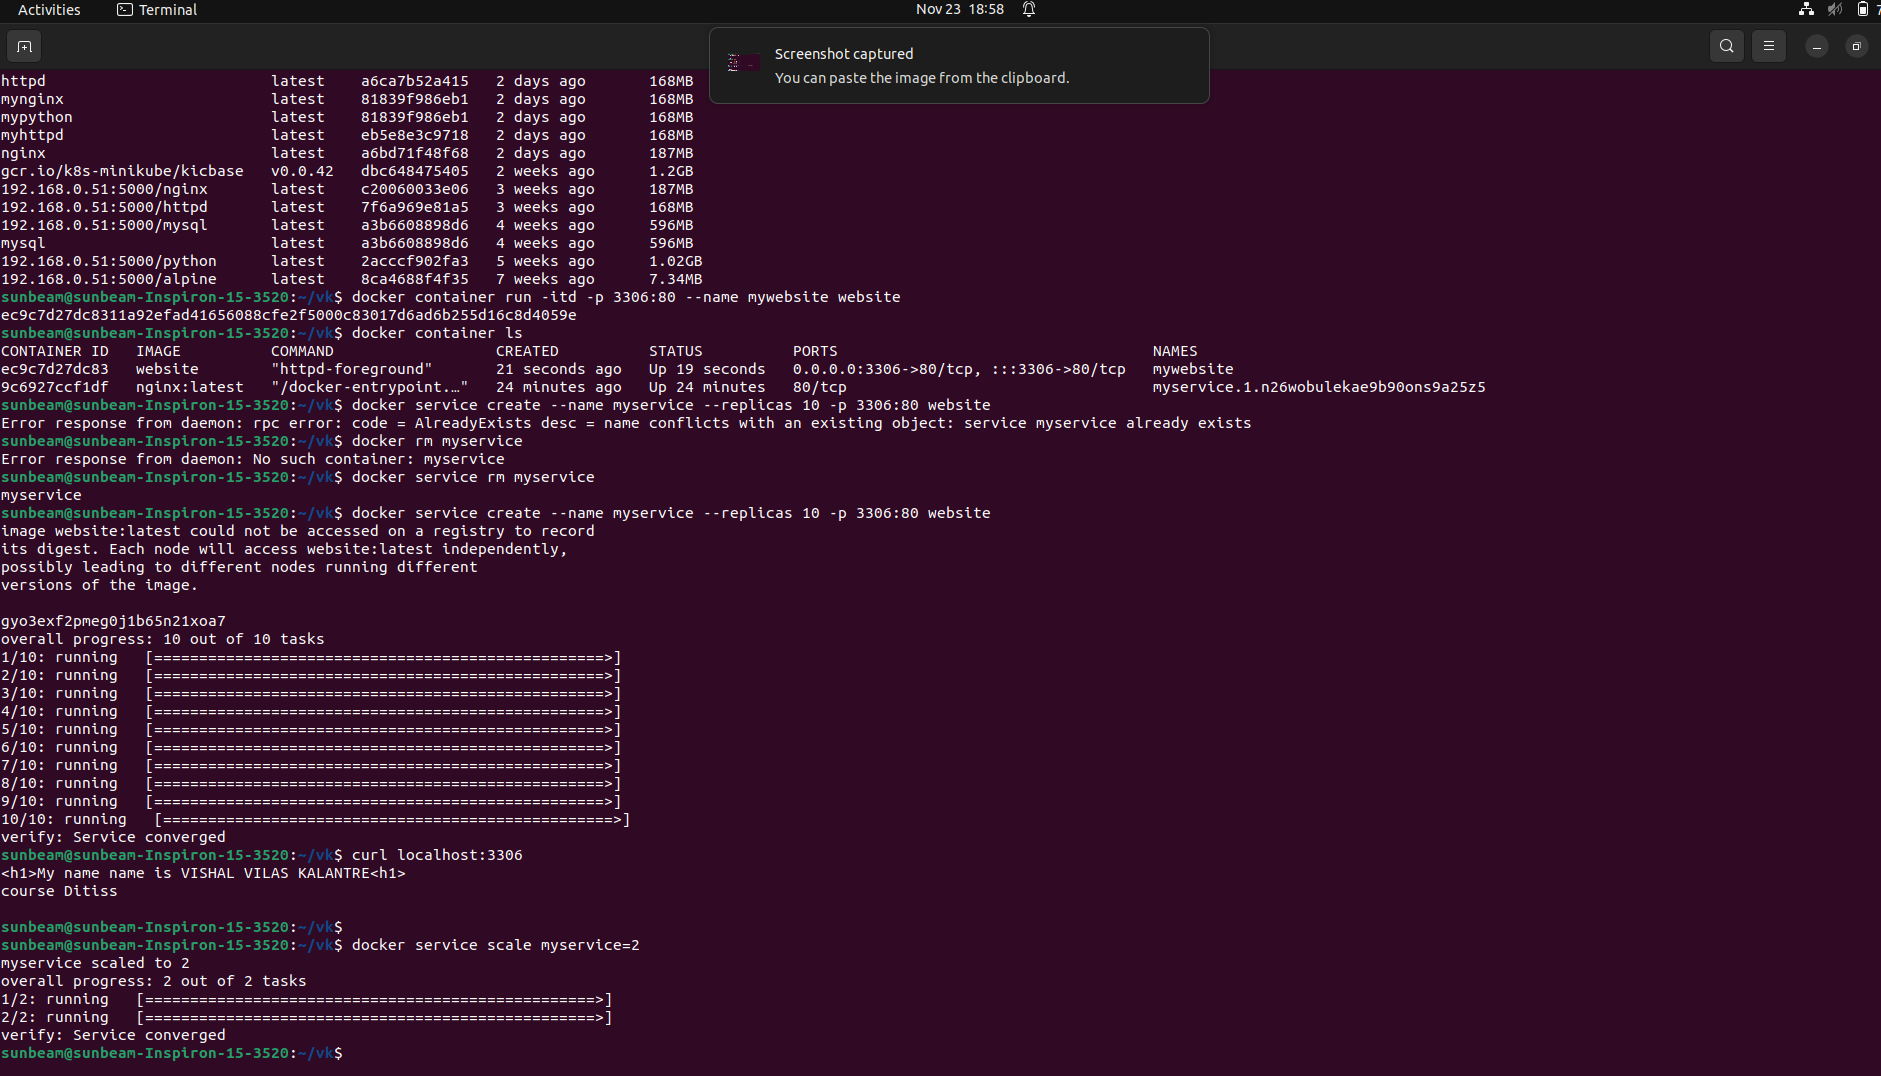 Activities Terminal Nov 23 18:58
Screenshot captured
You can paste the image from the clipboard.
httpd latest a6ca7b52a415 2 days ago 168MB
mynginx latest 81839f986eb1 2 days ago 168MB
mypython latest 81839f986eb1 2 days ago 168MB
myhttpd latest eb5e8e3c9718 2 days ago 168MB
nginx latest a6bd71f48f68 2 days ago 187MB
gcr.io/k8s-minikube/kicbase v0.0.42 dbc648475405 2 weeks ago 1.2GB
192.168.0.51:5000/nginx latest c20060033e06 3 weeks ago 187MB
192.168.0.51:5000/httpd latest 7f6a969e81a5 3 weeks ago 168MB
192.168.0.51:5000/mysql latest a3b6608898d6 4 weeks ago 596MB
mysql latest a3b6608898d6 4 weeks ago 596MB
192.168.0.51:5000/python latest 2acccf902fa3 5 weeks ago 1.02GB
192.168.0.51:5000/alpine latest 8ca4688f4f35 7 weeks ago 7.34MB
sunbeam@sunbeam-Inspiron-15-3520:~/vk$ docker container run -itd -p 3306:80 --name mywebsite website
ec9c7d27dc8311a92efad41656088cfe2f5000c83017d6ad6b255d16c8d4059e
sunbeam@sunbeam-Inspiron-15-3520:~/vk$ docker container ls
CONTAINER ID IMAGE COMMAND CREATED STATUS PORTS NAMES
ec9c7d27dc83 website "httpd-foreground" 21 seconds ago Up 19 seconds 0.0.0.0:3306->80/tcp, :::3306->80/tcp mywebsite
9c6927ccf1df nginx:latest "/docker-entrypoint.…" 24 minutes ago Up 24 minutes 80/tcp myservice.1.n26wobulekae9b90ons9a25z5
sunbeam@sunbeam-Inspiron-15-3520:~/vk$ docker service create --name myservice --replicas 10 -p 3306:80 website
Error response from daemon: rpc error: code = AlreadyExists desc = name conflicts with an existing object: service myservice already exists
sunbeam@sunbeam-Inspiron-15-3520:~/vk$ docker rm myservice
Error response from daemon: No such container: myservice
sunbeam@sunbeam-Inspiron-15-3520:~/vk$ docker service rm myservice
myservice
sunbeam@sunbeam-Inspiron-15-3520:~/vk$ docker service create --name myservice --replicas 10 -p 3306:80 website
image website:latest could not be accessed on a registry to record
its digest. Each node will access website:latest independently,
possibly leading to different nodes running different
versions of the image.
gyo3exf2pmeg0j1b65n21xoa7
overall progress: 10 out of 10 tasks
1/10: running [==================================================>]
2/10: running [==================================================>]
3/10: running [==================================================>]
4/10: running [==================================================>]
5/10: running [==================================================>]
6/10: running [==================================================>]
7/10: running [==================================================>]
8/10: running [==================================================>]
9/10: running [==================================================>]
10/10: running [==================================================>]
verify: Service converged
sunbeam@sunbeam-Inspiron-15-3520:~/vk$ curl localhost:3306
<h1>My name name is VISHAL VILAS KALANTRE<h1>
course Ditiss
sunbeam@sunbeam-Inspiron-15-3520:~/vk$
sunbeam@sunbeam-Inspiron-15-3520:~/vk$ docker service scale myservice=2
myservice scaled to 2
overall progress: 2 out of 2 tasks
1/2: running [==================================================>]
2/2: running [==================================================>]
verify: Service converged
sunbeam@sunbeam-Inspiron-15-3520:~/vk$